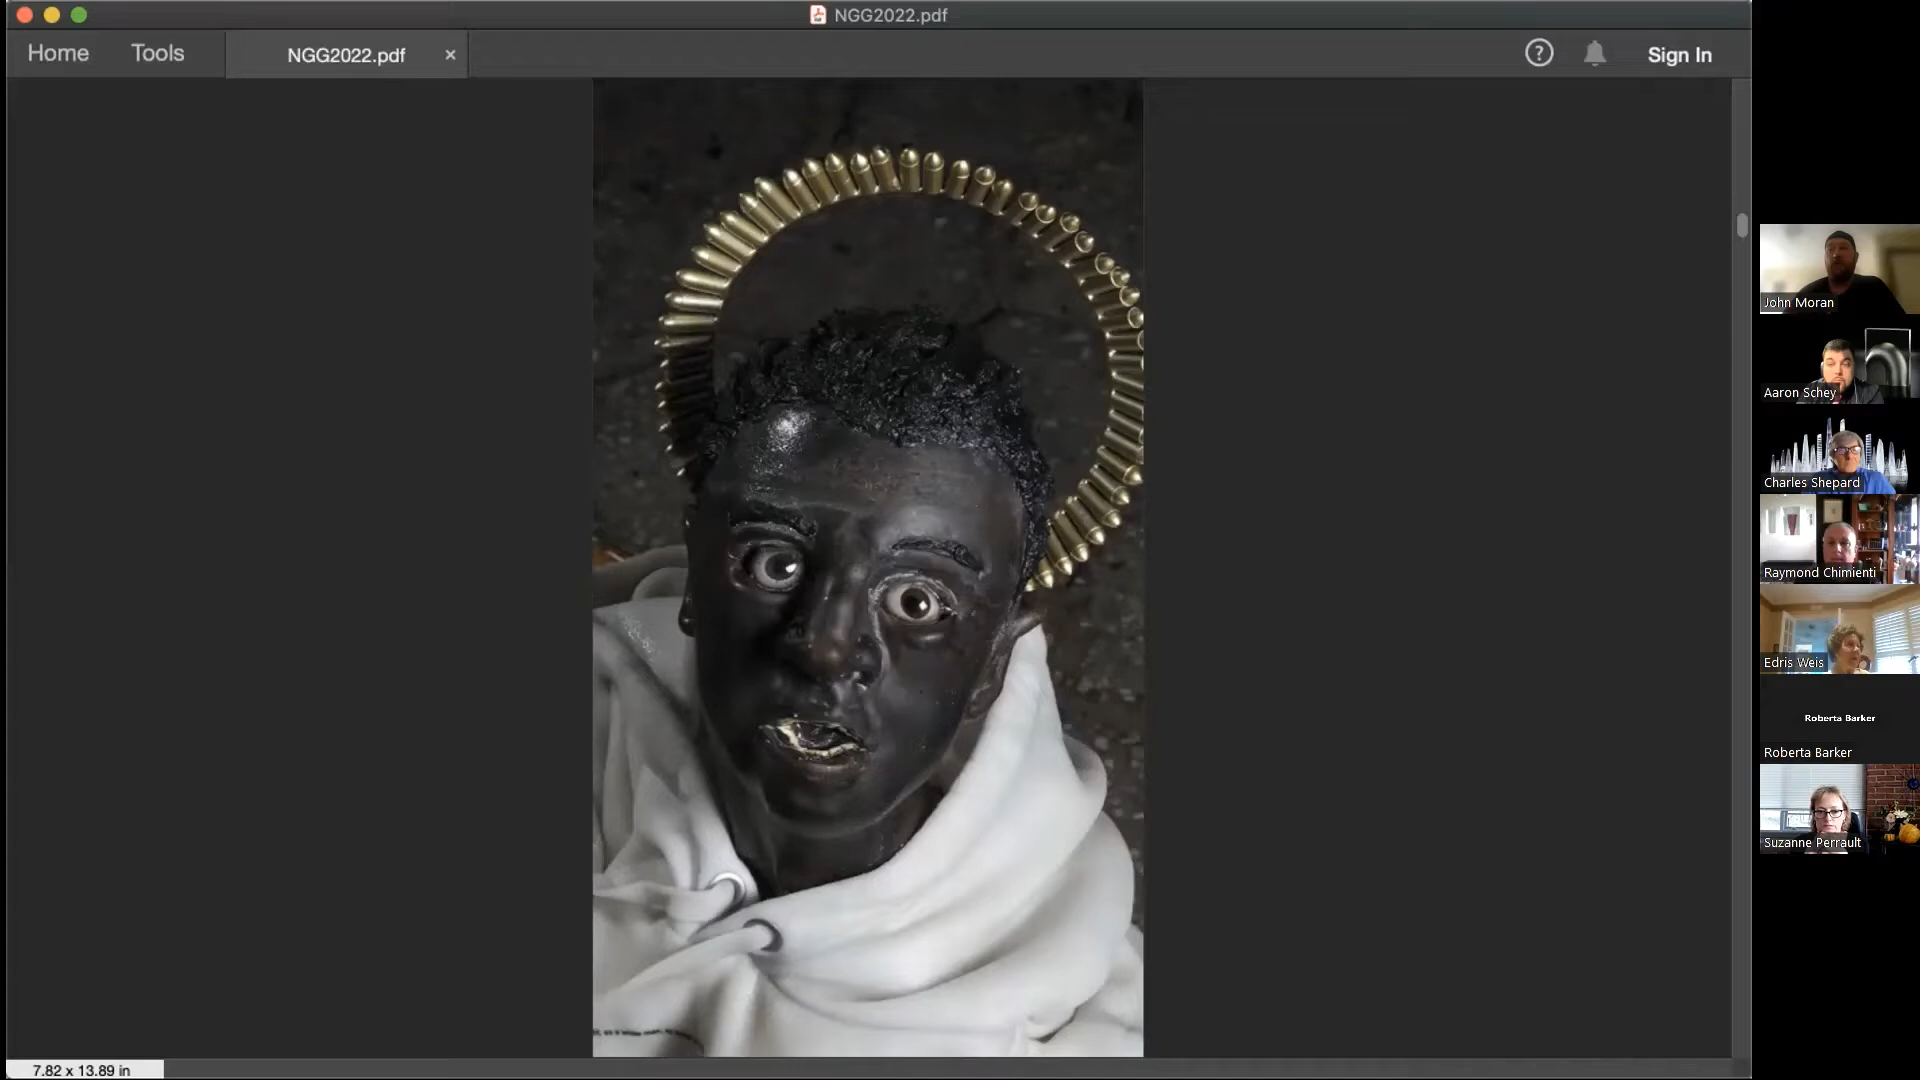 NGG2022.pdf
Home
Tools
NGG2022.pdf
Sign In
John Moran
Aaron Schey
Charles Shepard
Raymond Chimienti
Edris Weis
Roberta Barker
Roberta Barker
Suzanne Perrault
7.82 x 13.89 in